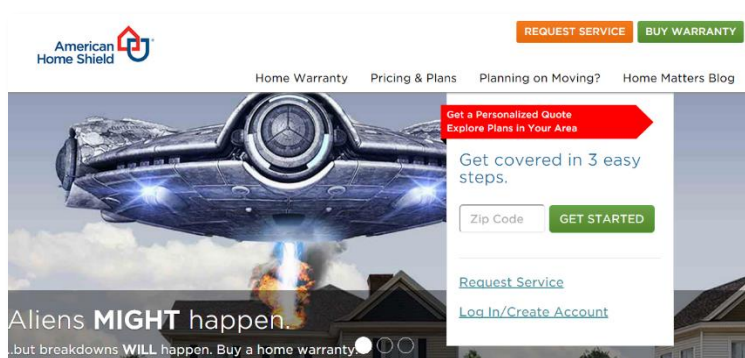 American
Home Shield
REQUEST SERVICE
BUY WARRANTY
Home Warranty
Pricing & Plans
Planning on Moving?
Home Matters Blog
Get a Personalized Quote
Explore Plans in Your Area
Get covered in 3 easy
steps.
Zip Code
GET STARTED
Request Service
Log In/Create Account
Aliens MIGHT happen.
..but breakdowns WILL happen. Buy a home warranty.